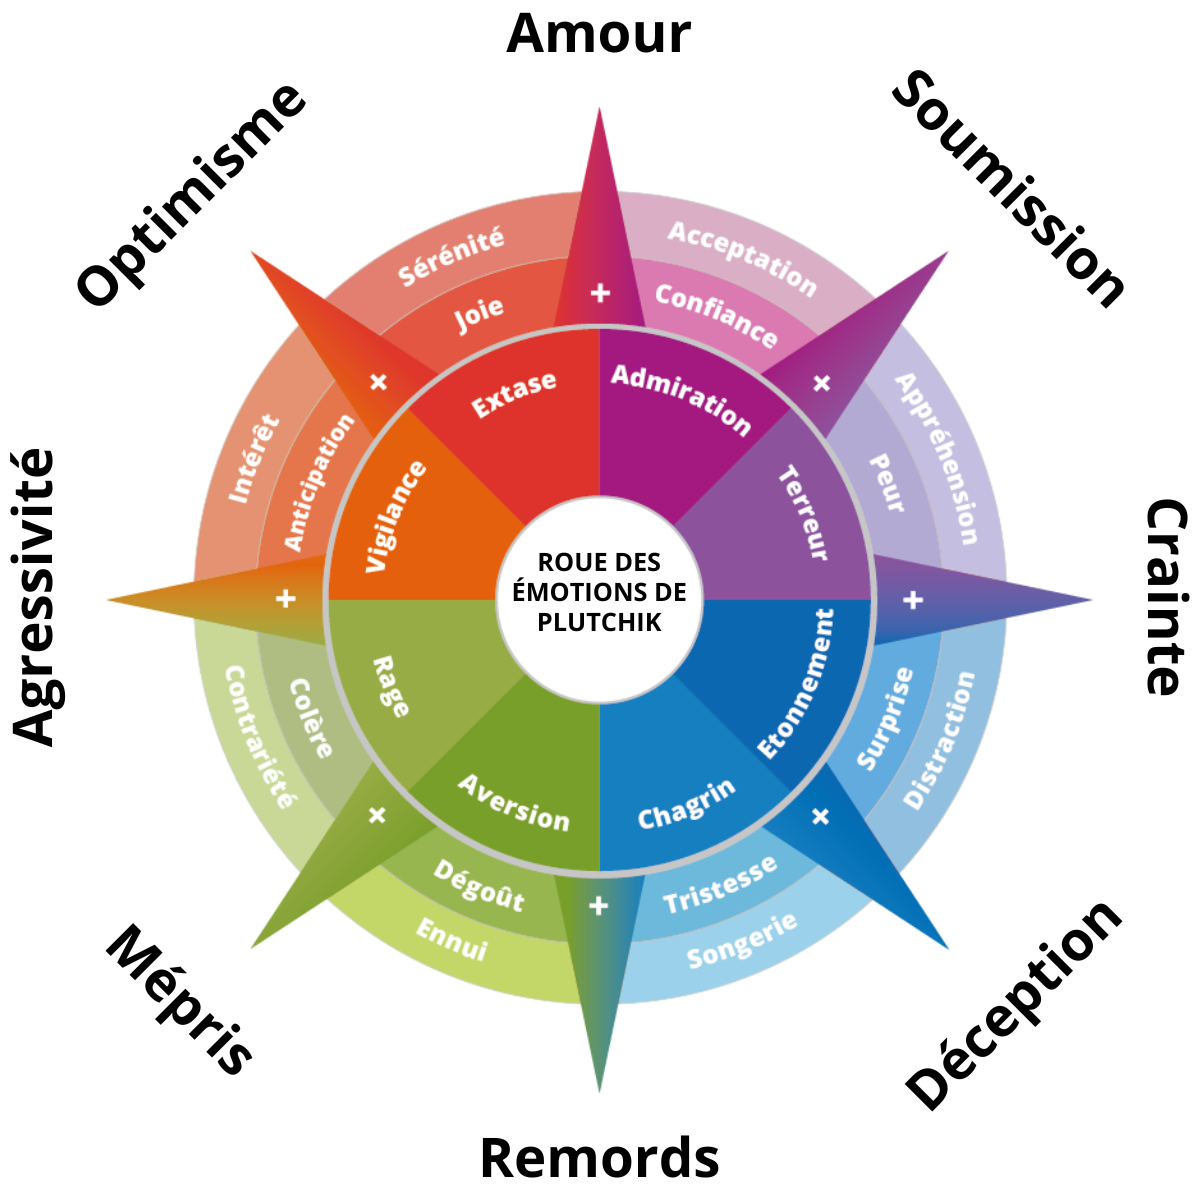 Amour
Soumission
Crainte
Déception
Remords
Mépris
Agressivité
Optimisme
Sérénité
Joie
Extase
+
Acceptation
Confiance
Admiration
+
Appréhension
Peur
Terreur
+
Distraction
Surprise
Etonnement
+
Songerie
Tristesse
Chagrin
+
Ennui
Dégoût
Aversion
+
Contrariété
Colère
Rage
+
Intérêt
Anticipation
Vigilance
+
ROUE DES
ÉMOTIONS DE
PLUTCHIK